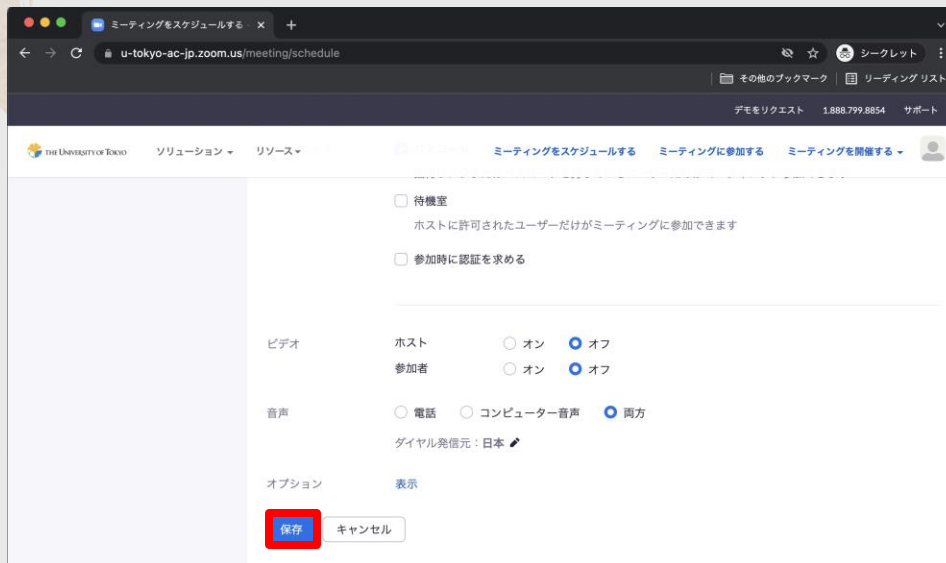 ミーティングをスケジュールする -
u-tokyo-ac-jp.zoom.us/meeting/schedule
シークレット
その他のブックマーク
リーディング リスト
デモをリクエスト 1.888.799.8854 サポート
THE UNIVERSITY OF TOKYO ソリューション リソース ミーティングをスケジュールする ミーティングに参加する ミーティングを開催する
待機室
ホストに許可されたユーザーだけがミーティングに参加できます
参加時に認証を求める
ビデオ ホスト オン オフ
参加者 オン オフ
音声 電話 コンピューター音声 両方
ダイヤル発信元：日本
オプション 表示
保存 キャンセル